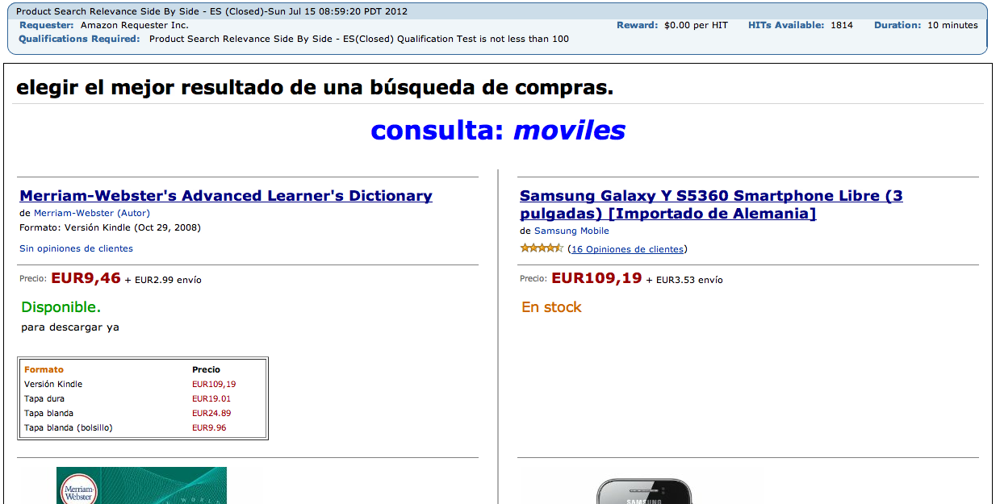 Product Search Relevance Side By Side - ES (Closed)-Sun Jul 15 08:59:20 PDT 2012
Requester: Amazon Requester Inc. Reward: $0.00 per HIT HITs Available: 1814 Duration: 10 minutes
Qualifications Required: Product Search Relevance Side By Side - ES(Closed) Qualification Test is not less than 100
elegir el mejor resultado de una búsqueda de compras.
consulta: moviles
Merriam-Webster's Advanced Learner's Dictionary
de Merriam-Webster (Autor)
Formato: Versión Kindle (Oct 29, 2008)
Sin opiniones de clientes
Precio: EUR9,46 + EUR2.99 envío
Disponible.
para descargar ya
Formato Precio
Versión Kindle EUR109,19
Tapa dura EUR19.01
Tapa blanda EUR24.89
Tapa blanda (bolsillo) EUR9.96
Merriam-
Webster
WORLD
Samsung Galaxy Y S5360 Smartphone Libre (3
pulgadas) [Importado de Alemania]
de Samsung Mobile
(16 Opiniones de clientes)
Precio: EUR109,19 + EUR3.53 envío
En stock
SAMSUNG